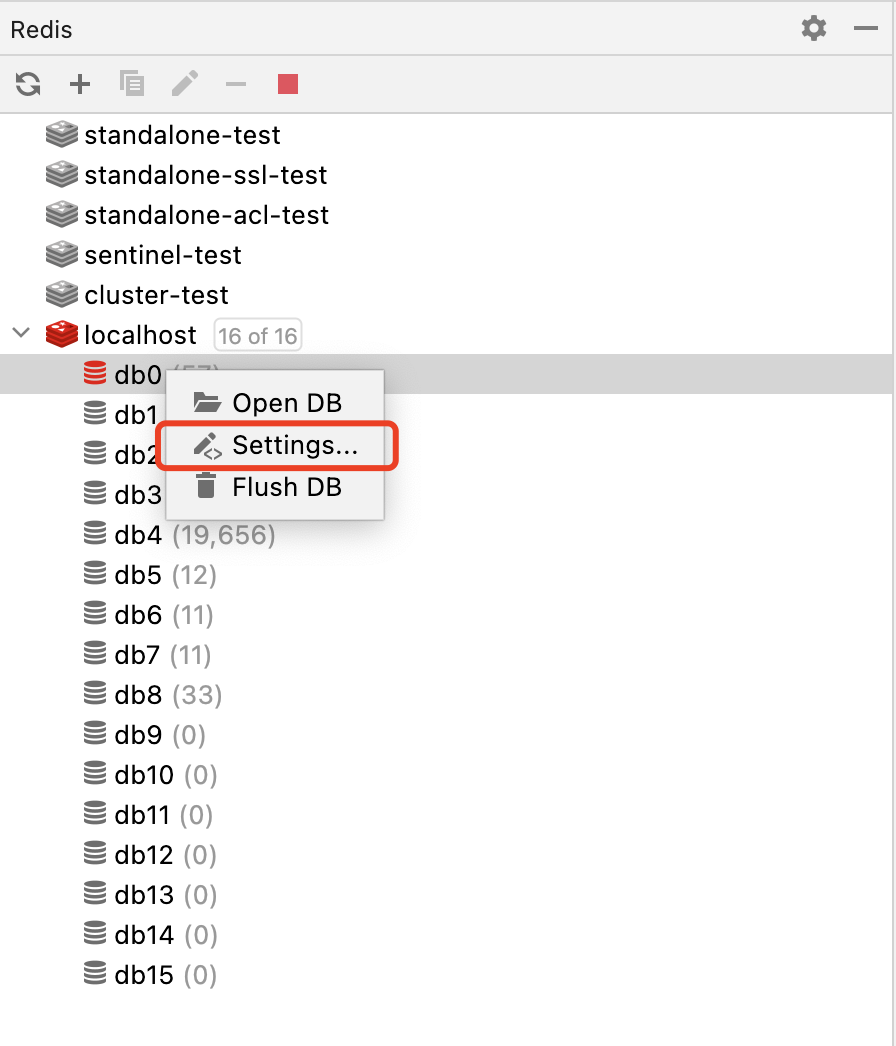 Redis
standalone-test
standalone-ssl-test
standalone-acl-test
sentinel-test
cluster-test
localhost 16 of 16
db0
Open DB
db1
Settings...
db2
Flush DB
db3
db4 (19,656)
db5 (12)
db6 (11)
db7 (11)
db8 (33)
db9 (0)
db10 (0)
db11 (0)
db12 (0)
db13 (0)
db14 (0)
db15 (0)